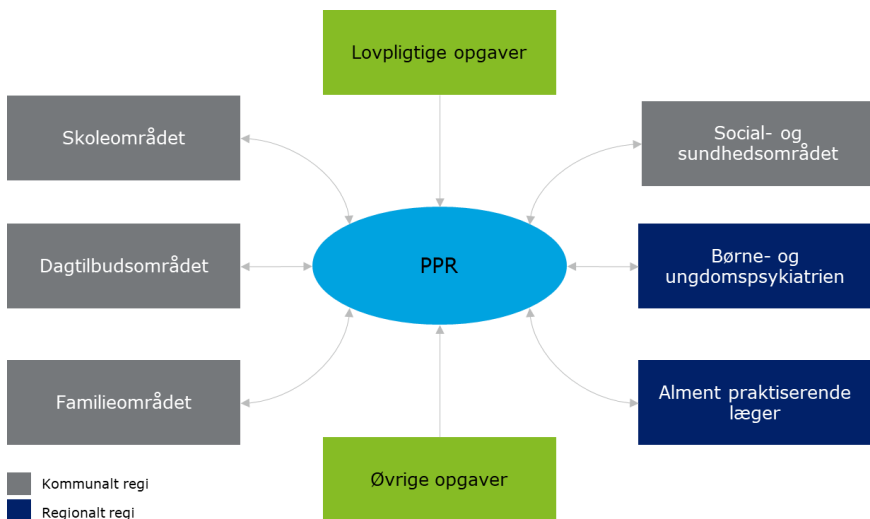 Lovpligtige opgaver
Skoleområdet
Social- og
sundhedsområdet
Dagtilbudsområdet
PPR
Børne- og
ungdomspsykiatrien
Familieområdet
Alment praktiserende
læger
Øvrige opgaver
Kommunalt regi
Regionalt regi